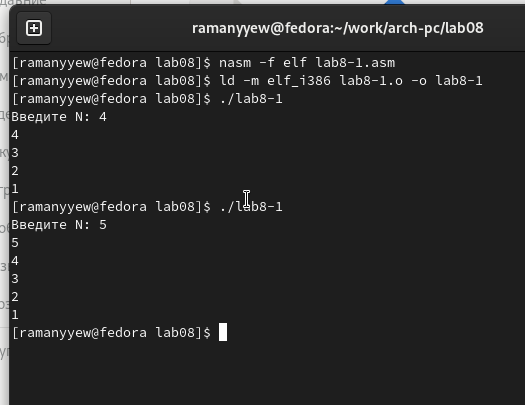 ramanyyew@fedora:~/work/arch-pc/lab08
[ramanyyew@fedora lab08]$ nasm -f elf lab8-1.asm
[ramanyyew@fedora lab08]$ ld -m elf_i386 lab8-1.o -o lab8-1
[ramanyyew@fedora lab08]$ ./lab8-1
Введите N: 4
4
3
2
1
[ramanyyew@fedora lab08]$ ./lab8-1
Введите N: 5
5
4
3
2
1
[ramanyyew@fedora lab08]$